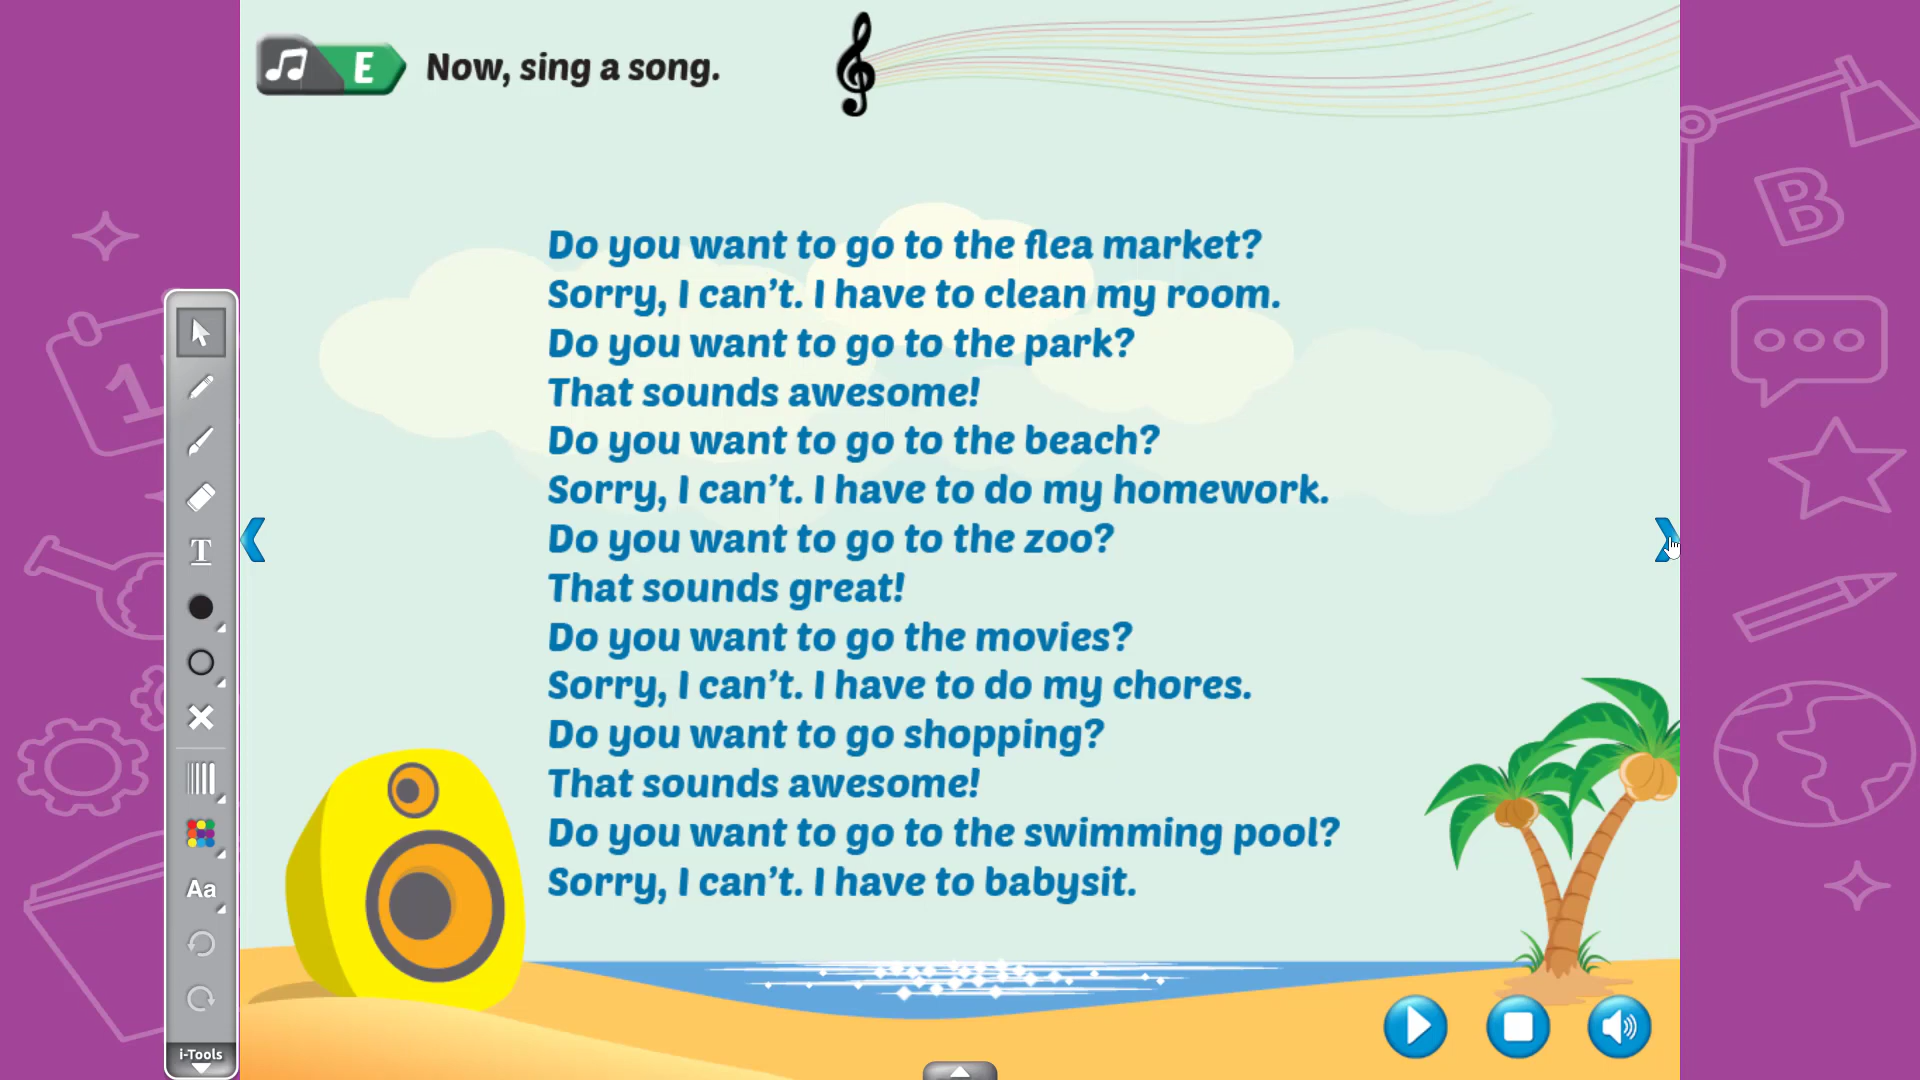 E Now, sing a song.
Do you want to go to the flea market?
Sorry, I can't. I have to clean my room.
Do you want to go to the park?
That sounds awesome!
Do you want to go to the beach?
Sorry, I can't. I have to do my homework.
Do you want to go to the zoo?
That sounds great!
Do you want to go the movies?
Sorry, I can't. I have to do my chores.
Do you want to go shopping?
That sounds awesome!
Do you want to go to the swimming pool?
Sorry, I can't. I have to babysit.
T
Aa
i-Tools
1
B